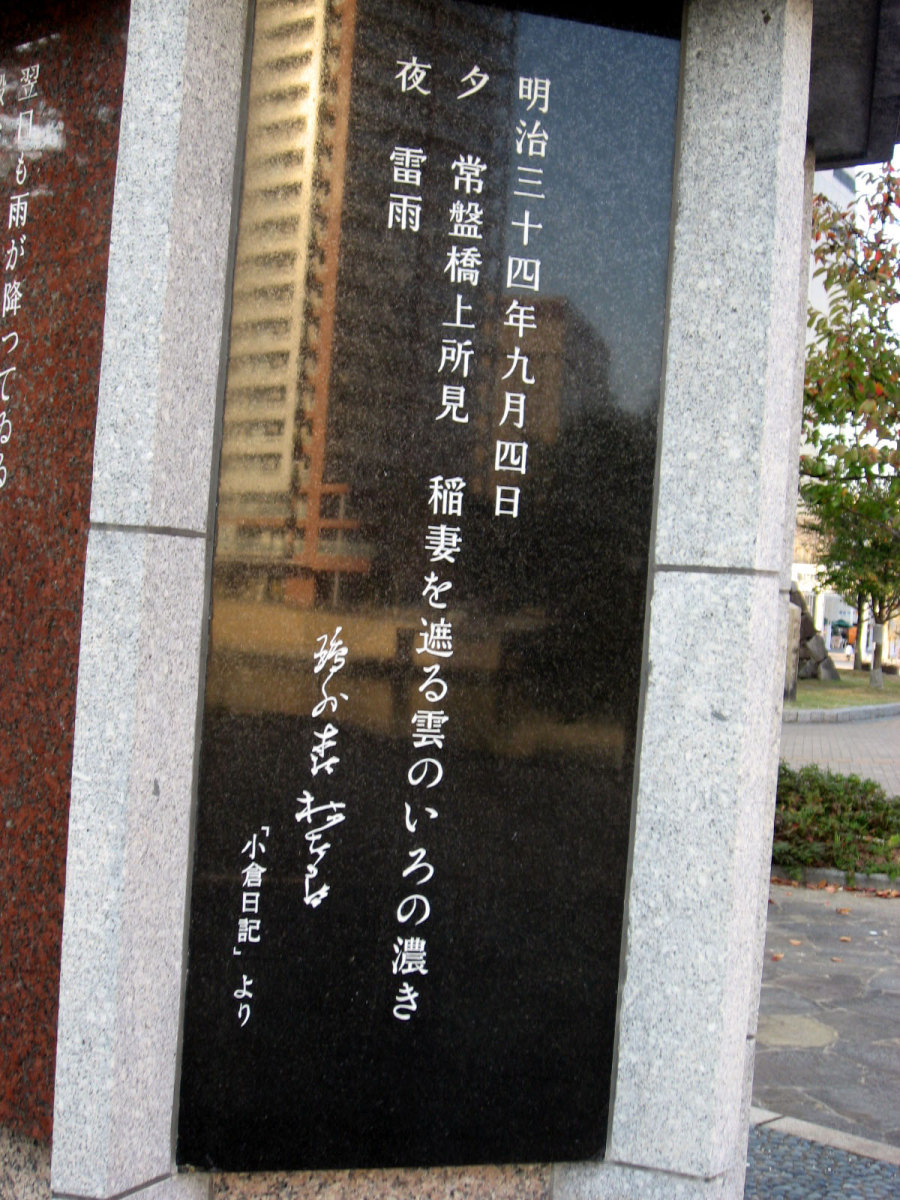 明治三十四年九月四日
夕 常盤橋上所見 稲妻を遮る雲のいろの濃き
夜 雷雨
「小倉日記」より
翌日も雨が降つてゐる